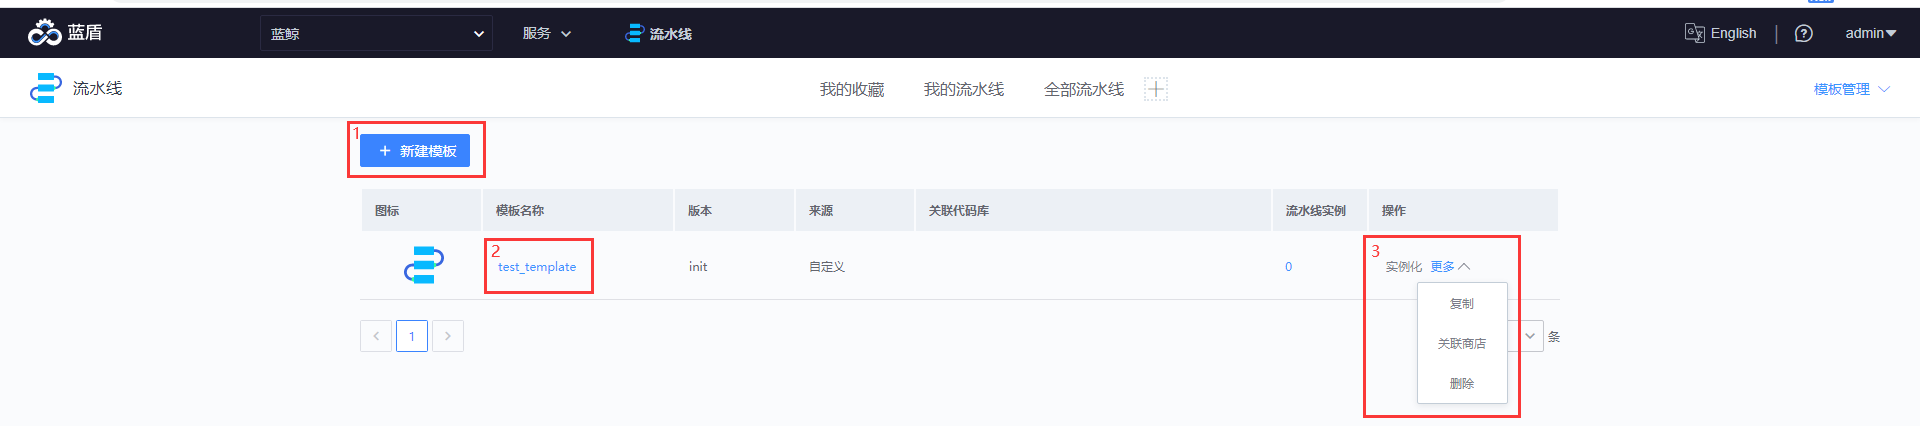 蓝盾
蓝鲸
服务
流水线
English
admin
流水线
我的收藏
我的流水线
全部流水线
模板管理
1
新建模板
图标
模板名称
版本
来源
关联代码库
流水线实例
操作
2
test_template
init
自定义
0
3
实例化
更多
复制
关联商店
删除
1
条